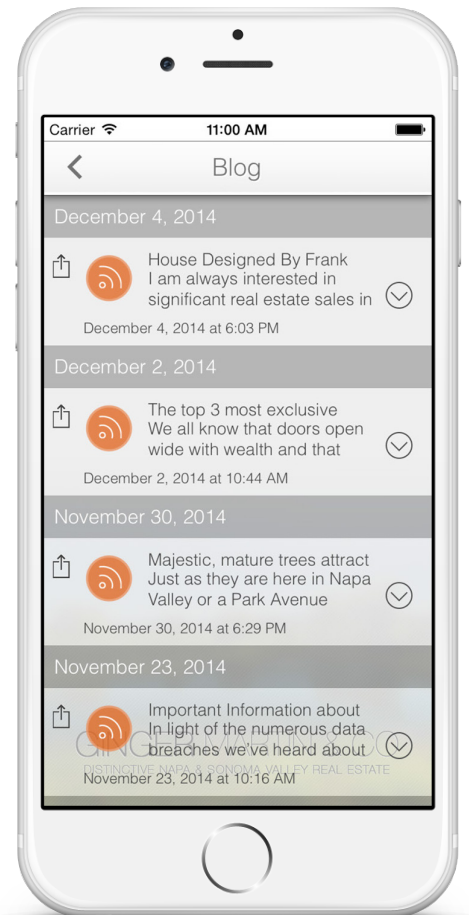 Carrier 11:00 AM
Blog
December 4, 2014
House Designed By Frank
I am always interested in
significant real estate sales in
December 4, 2014 at 6:03 PM
December 2, 2014
The top 3 most exclusive
We all know that doors open
wide with wealth and that
December 2, 2014 at 10:44 AM
November 30, 2014
Majestic, mature trees attract
Just as they are here in Napa
Valley or a Park Avenue
November 30, 2014 at 6:29 PM
November 23, 2014
Important Information about
In light of the numerous data
breaches we've heard about
GINGER MARTIN & CO
DISTINCTIVE NAPA & SONOMA VALLEY REAL ESTATE
November 23, 2014 at 10:16 AM